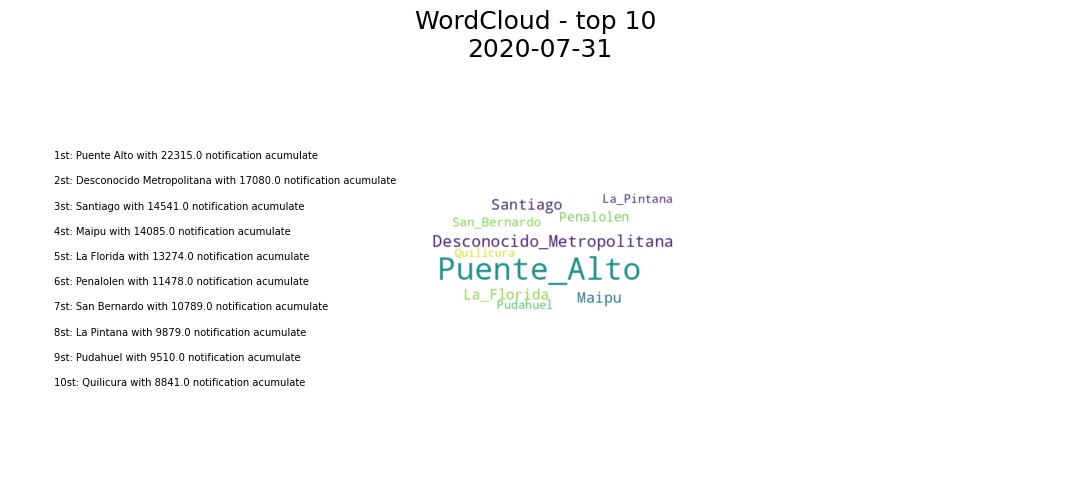 WordCloud - top 10
2020-07-31
1st: Puente Alto with 22315.0 notification acumulate
2st: Desconocido Metropolitana with 17080.0 notification acumulate
3st: Santiago with 14541.0 notification acumulate
4st: Maipu with 14085.0 notification acumulate
5st: La Florida with 13274.0 notification acumulate
6st: Penalolen with 11478.0 notification acumulate
7st: San Bernardo with 10789.0 notification acumulate
8st: La Pintana with 9879.0 notification acumulate
9st: Pudahuel with 9510.0 notification acumulate
10st: Quilicura with 8841.0 notification acumulate
La_Pintana
Santiago
Penalolen
San_Bernardo
Desconocido_Metropolitana
Quilicura
Puente_Alto
La_Florida
Maipu
Pudahuel